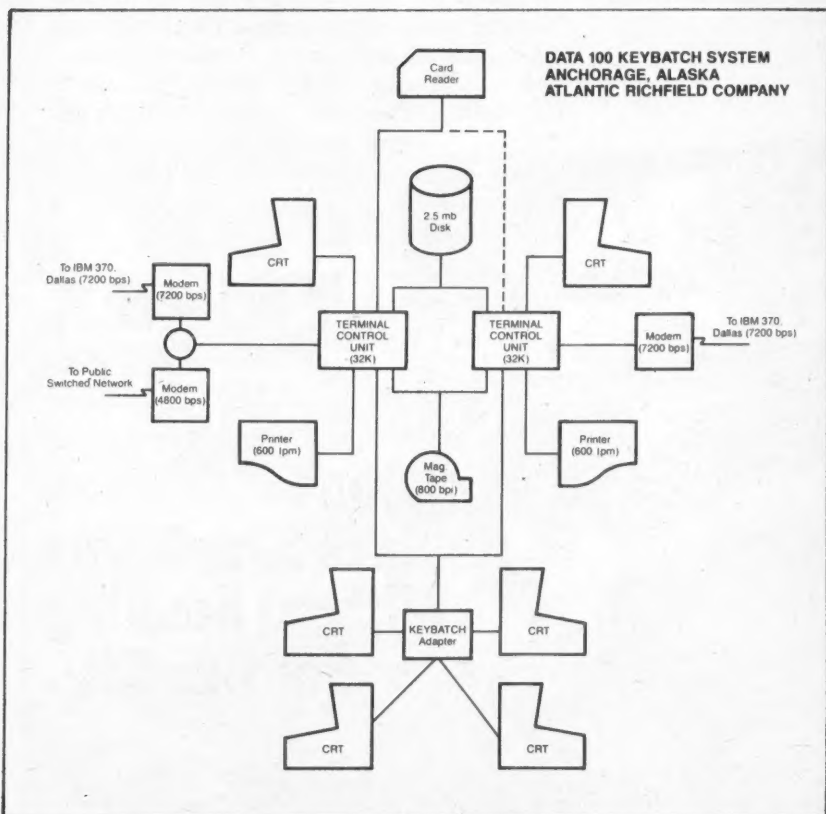 DATA 100 KEYBATCH SYSTEM
ANCHORAGE, ALASKA
ATLANTIC RICHFIELD COMPANY
Card
Reader
2.5 mb
Disk
CRT
CRT
To IBM 370,
Dallas (7200 bps)
Modem
(7200 bps)
TERMINAL
CONTROL
UNIT
(32K)
TERMINAL
CONTROL
UNIT
(32K)
Modem
(7200 bps)
To IBM 370,
Dallas (7200 bps)
To Public
Switched Network
Modem
(4800 bps)
Printer
(600 lpm)
Mag.
Tape
(800 bpi)
Printer
(600 lpm)
CRT
KEYBATCH
Adapter
CRT
CRT
CRT